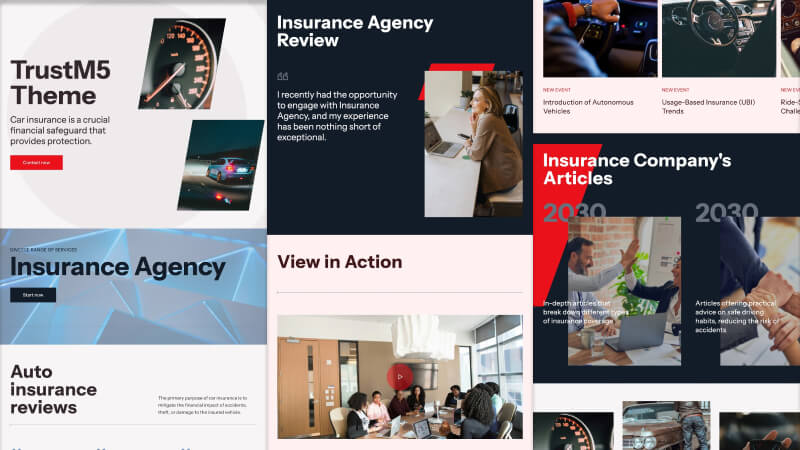 TrustM5
Theme
Car insurance is a crucial
financial safeguard that
provides protection.
Contact now
DIVERSE RANGE OF SERVICES
Insurance Agency
Start now
Auto
insurance
reviews
The primary purpose of car insurance is to
mitigate the financial impact of accidents,
theft, or damage to the insured vehicle.
Insurance Agency
Review
I recently had the opportunity
to engage with Insurance
Agency, and my experience
has been nothing short of
exceptional.
View in Action
NEW EVENT
Introduction of Autonomous
Vehicles
NEW EVENT
Usage-Based Insurance (UBI)
Trends
NEW EVENT
Insurance Company's
Articles
2030
In-depth articles that
break down different types
of insurance coverage
2030
Articles offering practical
advice on safe driving
habits, reducing the risk of
accidents